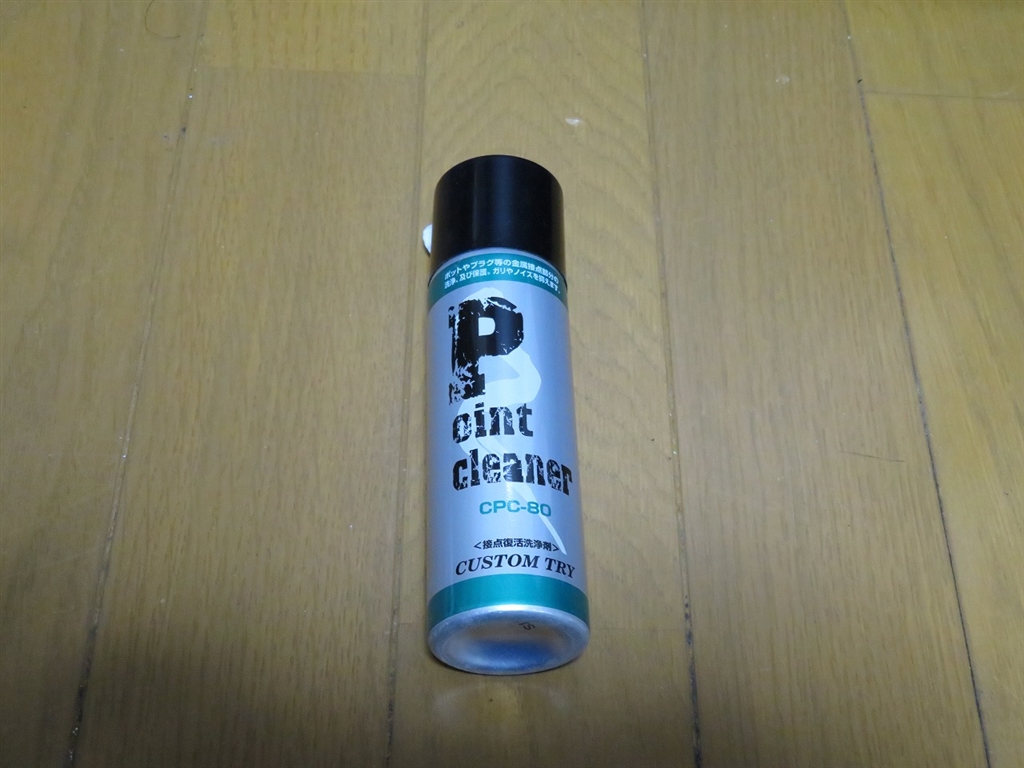 ポットやプラグ等の金属接点部分の
洗浄、及び保護。ガリやノイズを抑えます。
Point
cleaner
CPC-80
<接点復活洗浄剤>
CUSTOM TRY